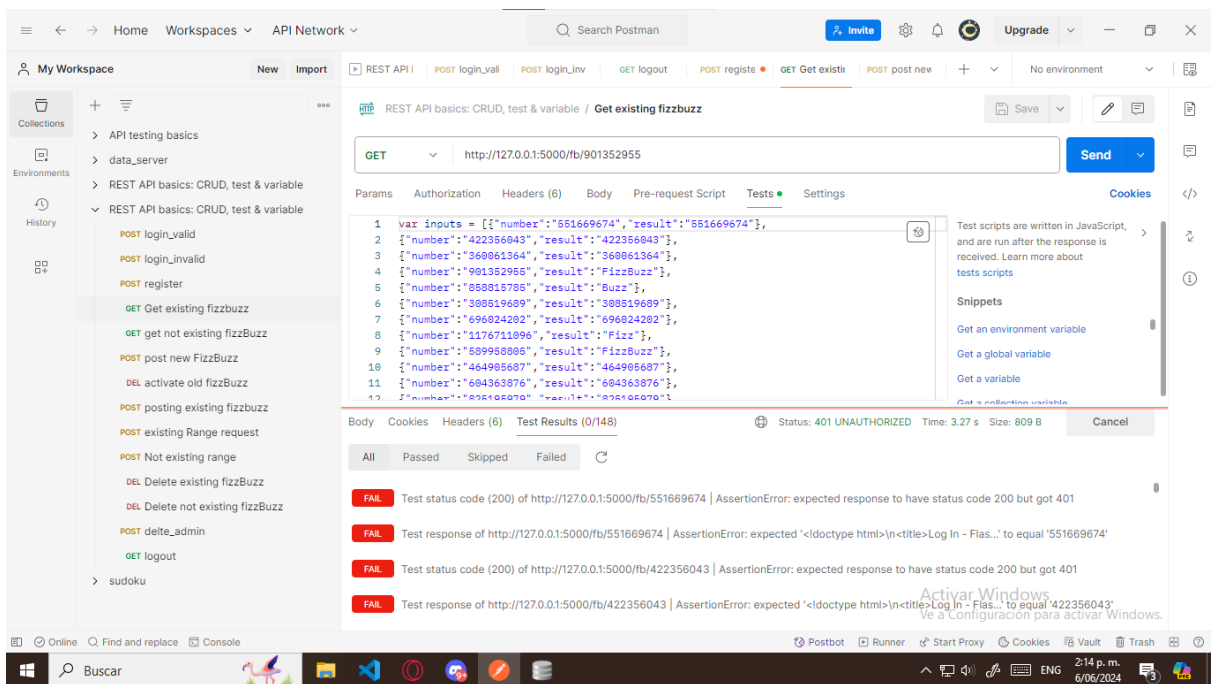 Home Workspaces API Network Search Postman Invite Upgrade
My Workspace New Import REST API I POST login_vali POST login_inv GET logout POST registe GET Get existin POST post new No environment
Collections
Environments
History
API testing basics
data_server
REST API basics: CRUD, test & variable
REST API basics: CRUD, test & variable
POST login_valid
POST login_invalid
POST register
GET Get existing fizzbuzz
GET get not existing fizzBuzz
POST post new FizzBuzz
DEL activate old fizzBuzz
POST posting existing fizzbuzz
POST existing Range request
POST Not existing range
DEL Delete existing fizzBuzz
DEL Delete not existing fizzBuzz
POST delte_admin
GET logout
sudoku
HTTP REST API basics: CRUD, test & variable / Get existing fizzbuzz Save
GET http://127.0.0.1:5000/fb/901352955 Send
Params Authorization Headers (6) Body Pre-request Script Tests Settings Cookies
1 var inputs = [{"number":"551669674","result":"551669674"},
2 {"number":"422356043","result":"422356043"},
3 {"number":"360061364","result":"360061364"},
4 {"number":"901352955","result":"FizzBuzz"},
5 {"number":"858815785","result":"Buzz"},
6 {"number":"308519689","result":"308519689"},
7 {"number":"696024202","result":"696024202"},
8 {"number":"1176711096","result":"Fizz"},
9 {"number":"589958805","result":"FizzBuzz"},
10 {"number":"464905687","result":"464905687"},
11 {"number":"604363876","result":"604363876"},
12 {"number":"825195979","result":"825195979"},
Test scripts are written in JavaScript,
and are run after the response is
received. Learn more about
tests scripts
Snippets
Get an environment variable
Get a global variable
Get a variable
Get a collection variable
Body Cookies Headers (6) Test Results (0/148) Status: 401 UNAUTHORIZED Time: 3.27 s Size: 809 B Cancel
All Passed Skipped Failed
FAIL Test status code (200) of http://127.0.0.1:5000/fb/551669674 | AssertionError: expected response to have status code 200 but got 401
FAIL Test response of http://127.0.0.1:5000/fb/551669674 | AssertionError: expected '<!doctype html>\n<title>Log In - Flas...' to equal '551669674'
FAIL Test status code (200) of http://127.0.0.1:5000/fb/422356043 | AssertionError: expected response to have status code 200 but got 401
FAIL Test response of http://127.0.0.1:5000/fb/422356043 | AssertionError: expected '<!doctype html>\n<title>Log In - Flas...' to equal '422356043'
Activar Windows
Ve a Configuración para activar Windows.
Online Find and replace Console Postbot Runner Start Proxy Cookies Vault Trash
Buscar ENG 2:14 p. m.
6/06/2024 3